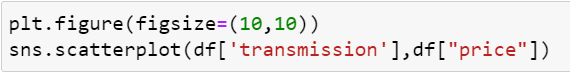 plt.figure(figsize=(10,10))
sns.scatterplot(df['transmission'],df["price"])